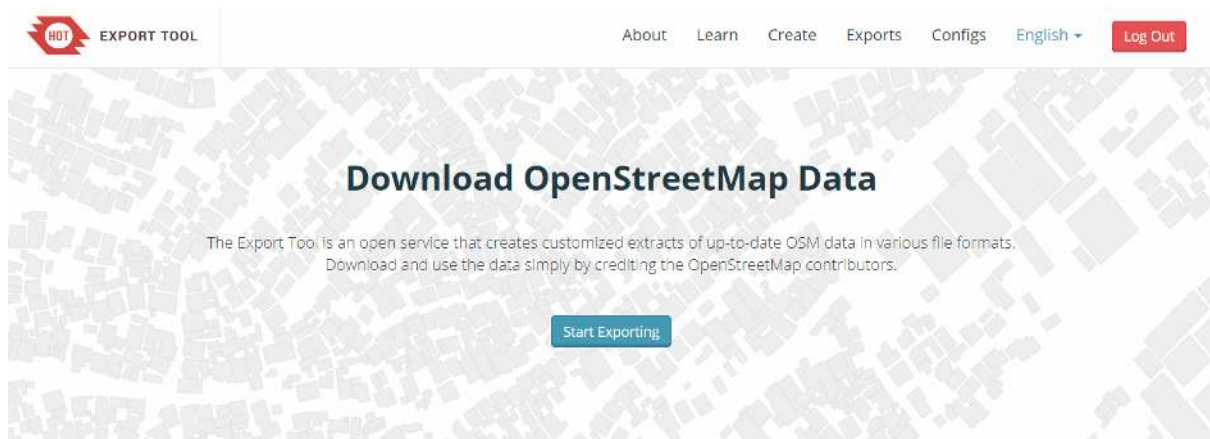 HOT EXPORT TOOL About Learn Create Exports Configs English Log Out
Download OpenStreetMap Data
The Export Tool is an open service that creates customized extracts of up-to-date OSM data in various file formats.
Download and use the data simply by crediting the OpenStreetMap contributors.
Start Exporting